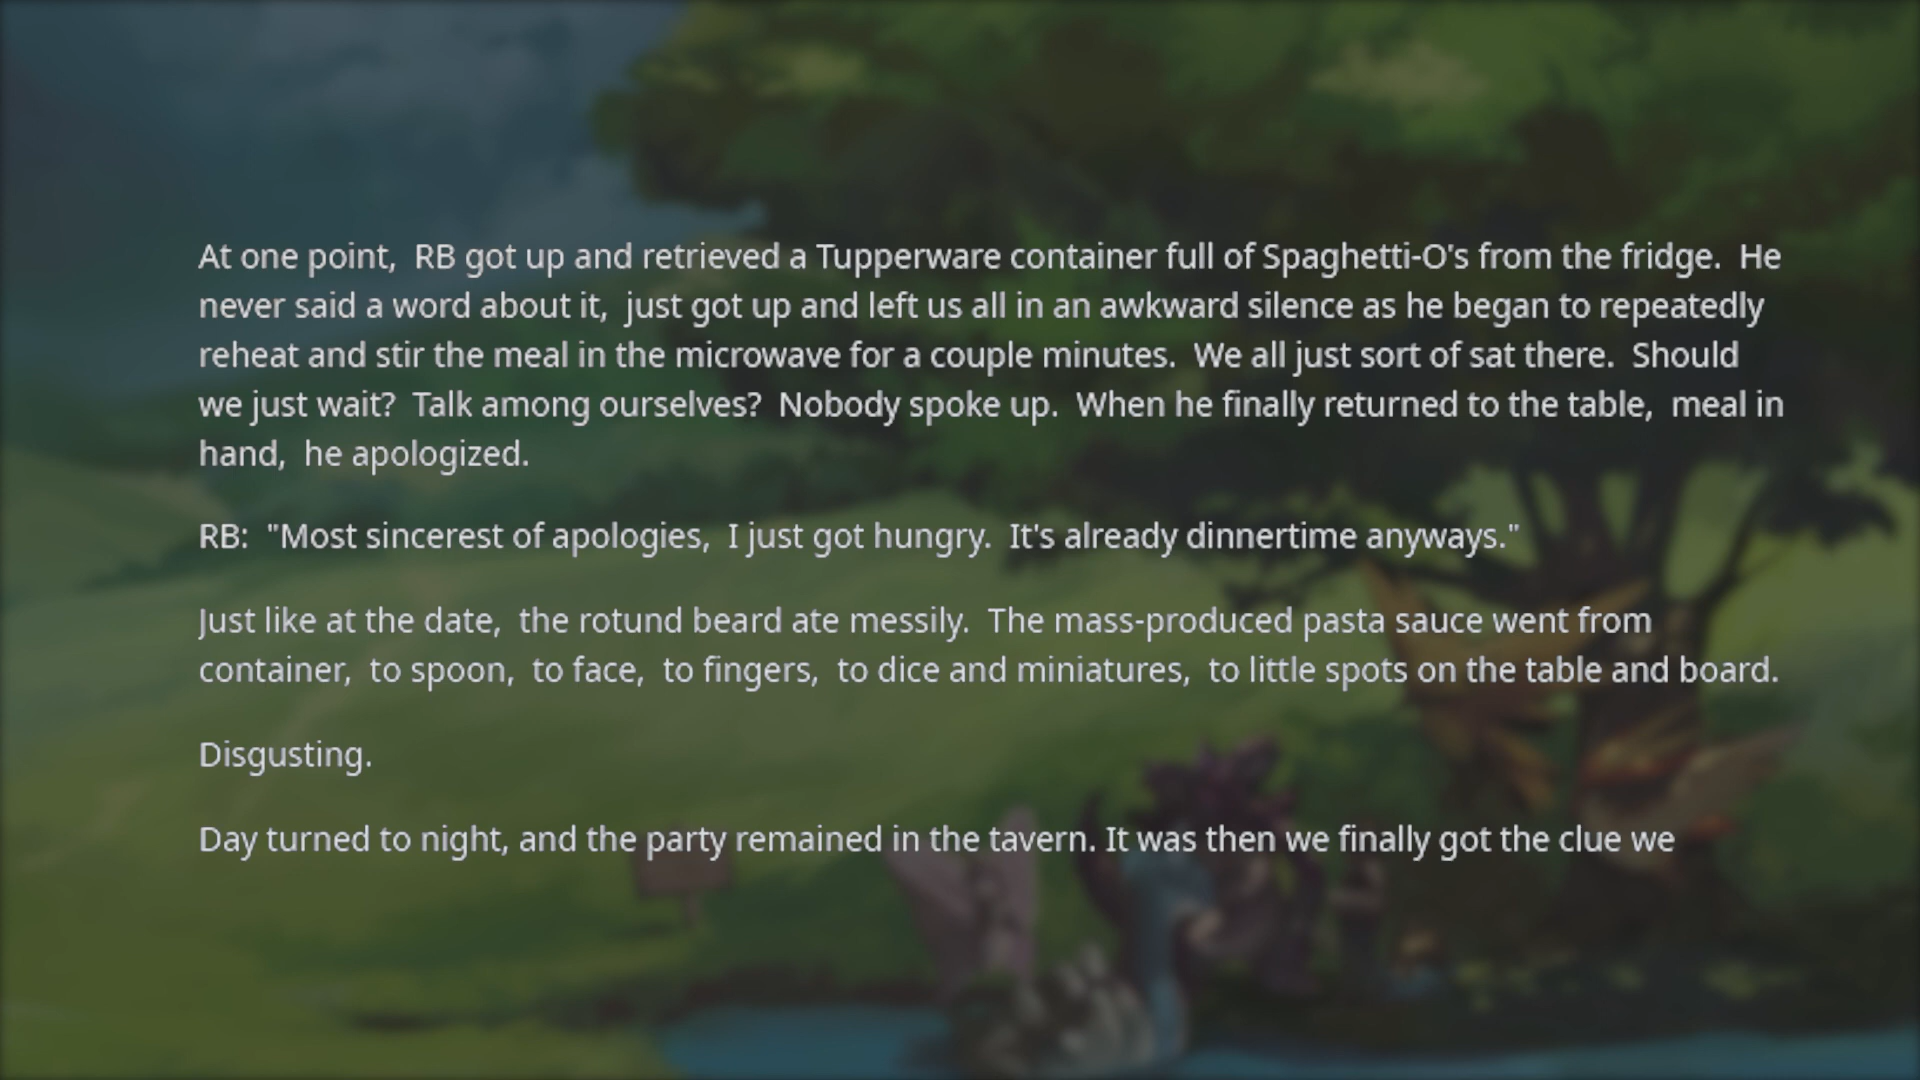 At one point,  RB got up and retrieved a Tupperware container full of Spaghetti-O's from the fridge.  He
never said a word about it,  just got up and left us all in an awkward silence as he began to repeatedly
reheat and stir the meal in the microwave for a couple minutes.  We all just sort of sat there.  Should
we just wait?  Talk among ourselves?  Nobody spoke up.  When he finally returned to the table,  meal in
hand,  he apologized.
RB:  "Most sincerest of apologies,  I just got hungry.  It's already dinnertime anyways."
Just like at the date,  the rotund beard ate messily.  The mass-produced pasta sauce went from
container,  to spoon,  to face,  to fingers,  to dice and miniatures,  to little spots on the table and board.
Disgusting.
Day turned to night, and the party remained in the tavern. It was then we finally got the clue we